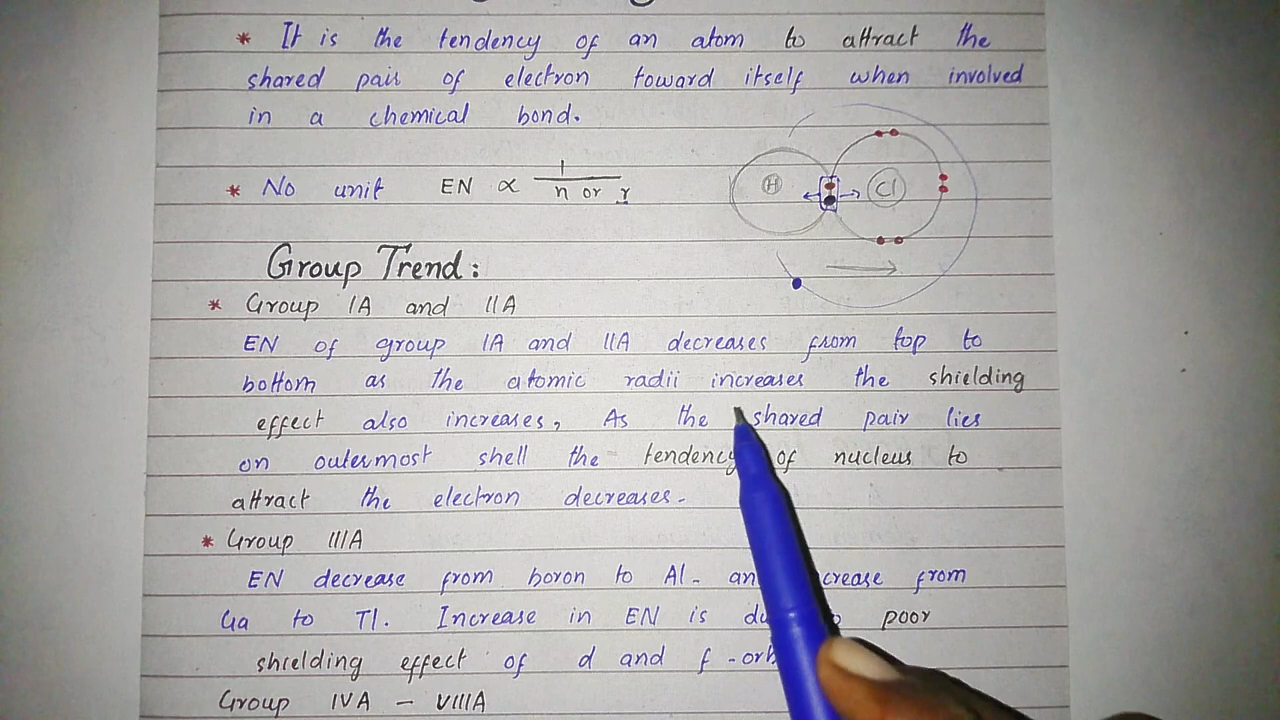 * It is the tendency of an atom to attract the
shared pair of electron toward itself when involved
in a chemical bond.
* No unit EN ∝ 1
n or r
H Cl
Group Trend:
* Group IA and IIA
EN of group IA and IIA decreases from top to
bottom as the atomic radii increases the shielding
effect also increases, As the shared pair lies
on outermost shell the tendency of nucleus to
attract the electron decreases.
* Group IIIA
EN decrease from boron to Al. from
Ga to Tl. Increase in EN is poor
shielding effect of d and f
Group IVA - VIIIA